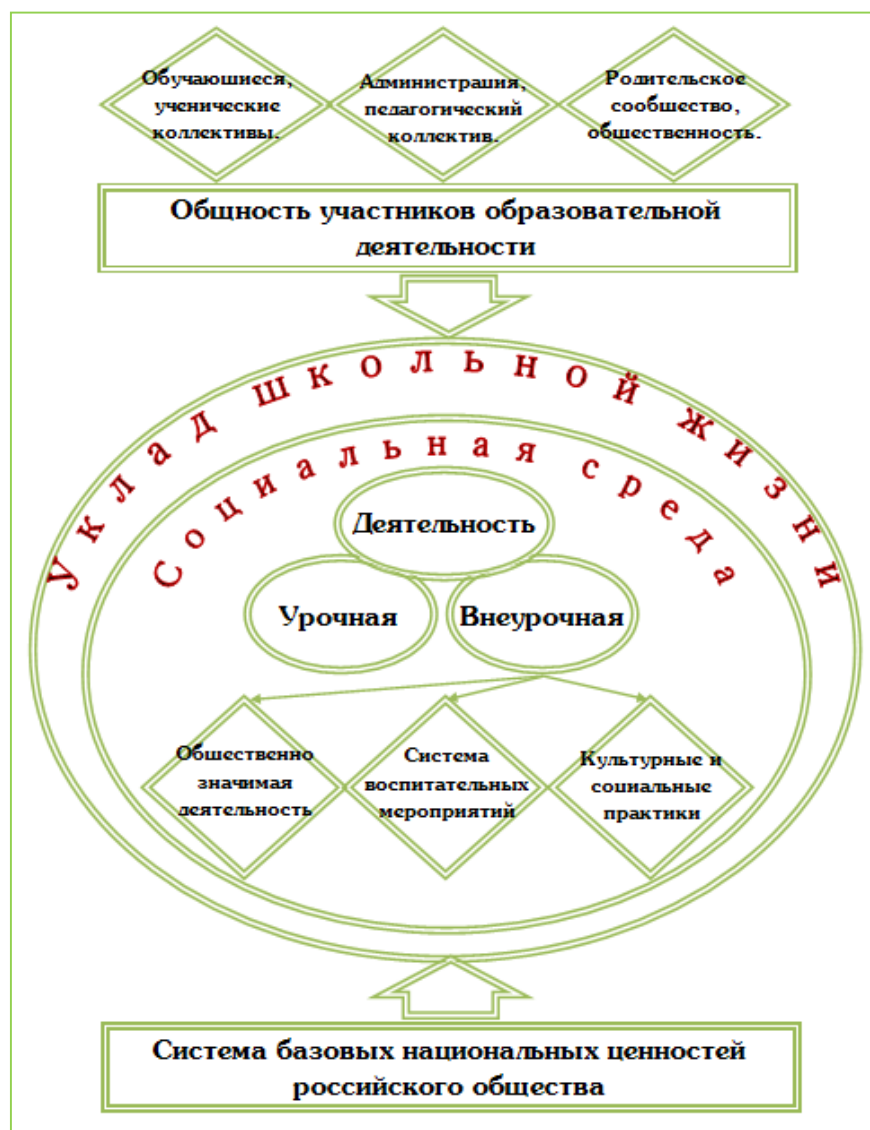 Обучающиеся,
ученические
коллективы.
Администрация,
педагогический
коллектив.
Родительское
сообщество,
общественность.
Общность участников образовательной
деятельности
Уклад школьной жизни
Социальная среда
Деятельность
Урочная
Внеурочная
Общественно
значимая
деятельность
Система
воспитательных
мероприятий
Культурные и
социальные
практики
Система базовых национальных ценностей
российского общества